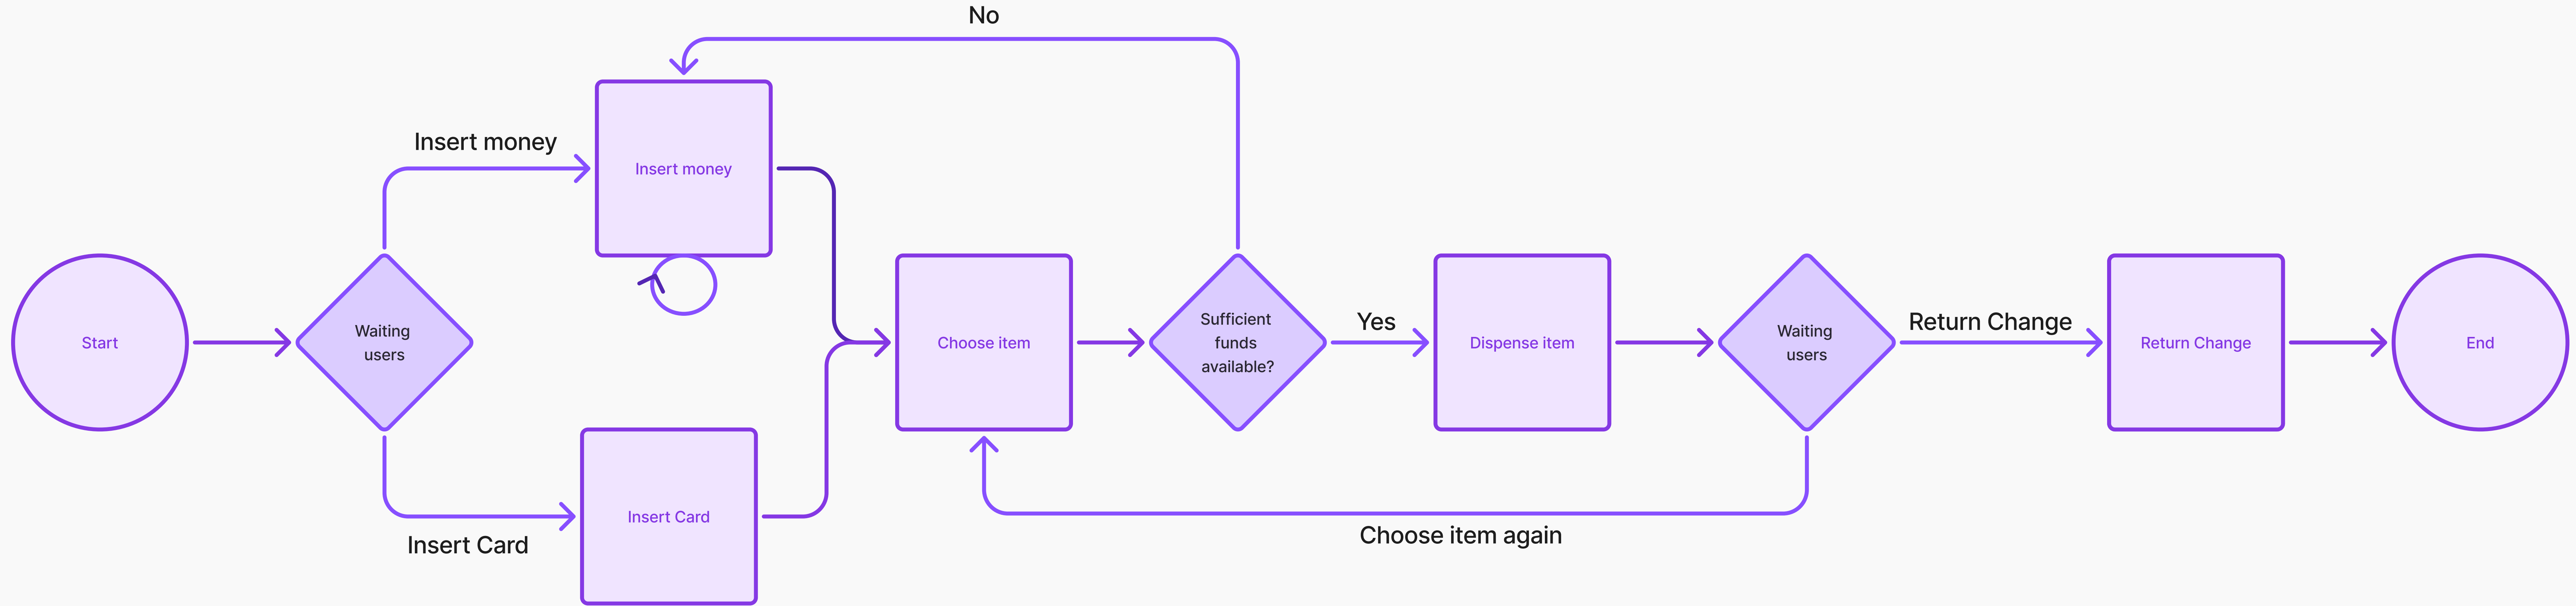 No
Insert money
Insert money
Start
Waiting
users
Insert Card
Insert Card
Choose item
Sufficient
funds
available?
Yes
Dispense item
Waiting
users
Choose item again
Return Change
Return Change
End